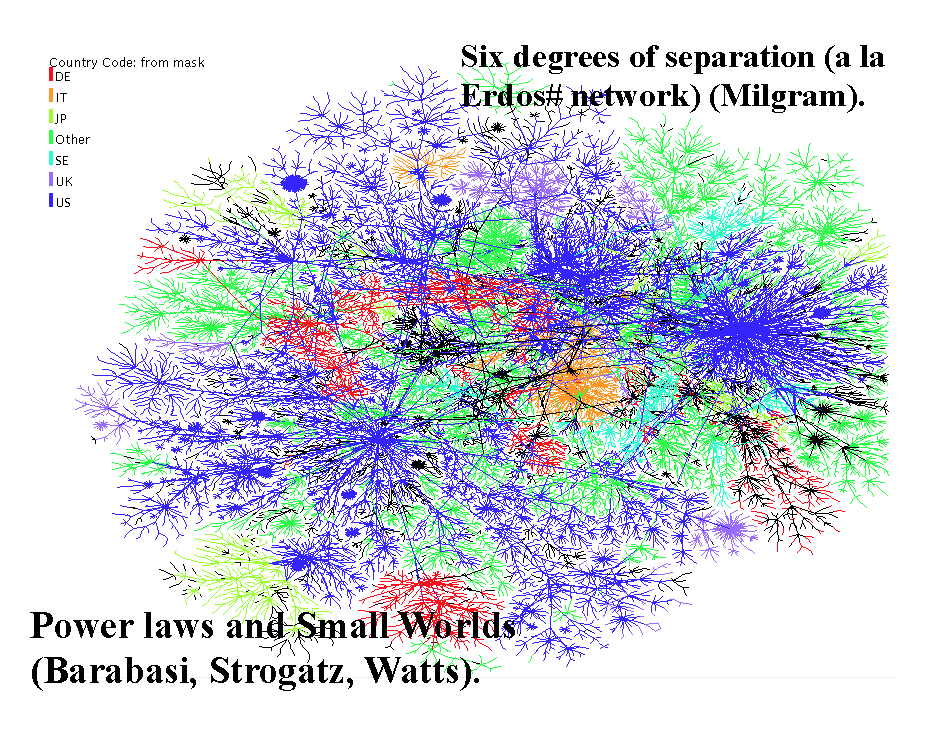 Six degrees of separation (a la
Erdos# network) (Milgram).
Country Code: from mask
DE
IT
JP
Other
SE
UK
US
Power laws and Small Worlds
(Barabasi, Strogatz, Watts).